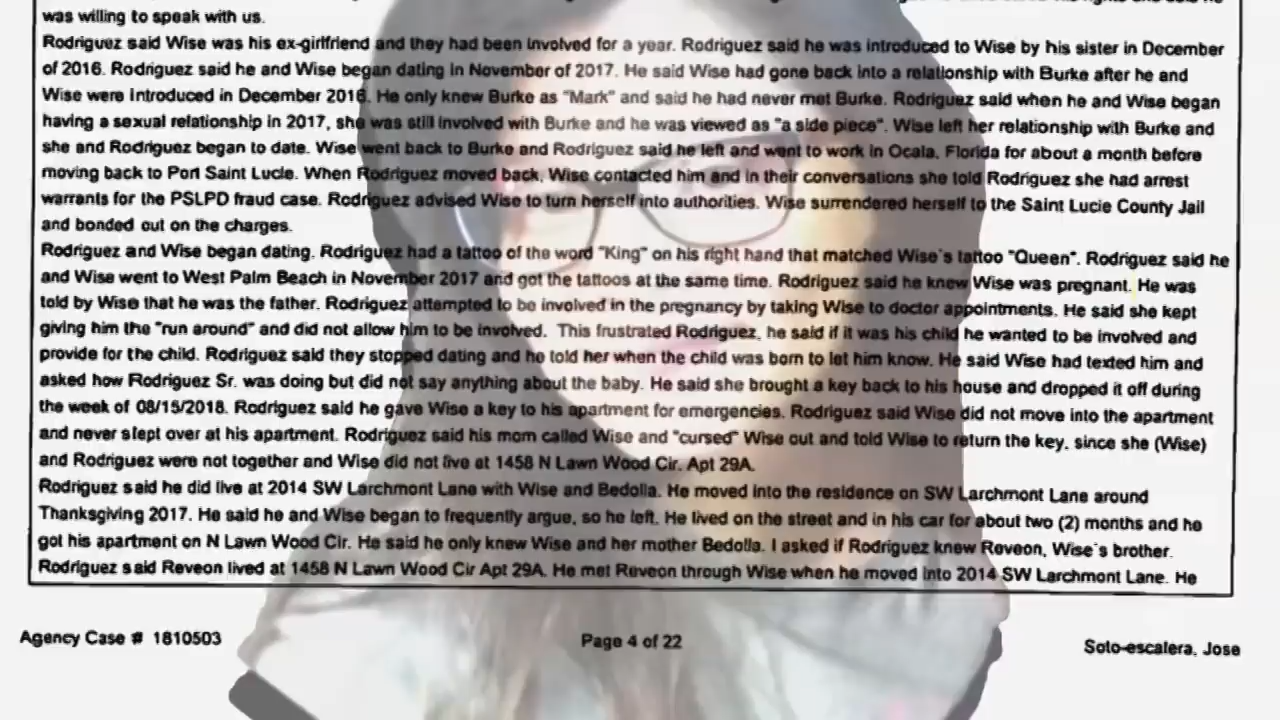 was willing to speak with us.
Rodriguez said Wise was his ex-girlfriend and they had been involved for a year. Rodriguez said he was introduced to Wise by his sister in December
of 2016. Rodriguez said he and Wise began dating in November of 2017. He said Wise had gone back into a relationship with Burke after he and
Wise were introduced in December 2016. He only knew Burke as "Mark" and said he had never met Burke. Rodriguez said when he and Wise began
having a sexual relationship in 2017, she was still involved with Burke and he was viewed as "a side piece". Wise left her relationship with Burke and
she and Rodriguez began to date. Wise went back to Burke and Rodriguez said he left and went to work in Ocala, Florida for about a month before
moving back to Port Saint Lucie. When Rodriguez moved back, Wise contacted him and in their conversations she told Rodriguez she had arrest
warrants for the PSLPD fraud case. Rodriguez advised Wise to turn herself into authorities. Wise surrendered herself to the Saint Lucie County Jail
and bonded out on the charges.
Rodriguez and Wise began dating. Rodriguez had a tattoo of the word "King" on his right hand that matched Wise's tattoo "Queen". Rodriguez said he
and Wise went to West Palm Beach in November 2017 and got the tattoos at the same time. Rodriguez said he knew Wise was pregnant. He was
told by Wise that he was the father. Rodriguez attempted to be involved in the pregnancy by taking Wise to doctor appointments. He said she kept
giving him the "run around" and did not allow him to be involved. This frustrated Rodriguez, he said if it was his child he wanted to be involved and
provide for the child. Rodriguez said they stopped dating and he told her when the child was born to let him know. He said Wise had texted him and
asked how Rodriguez Sr. was doing but did not say anything about the baby. He said she brought a key back to his house and dropped it off during
the week of 08/15/2018. Rodriguez said he gave Wise a key to his apartment for emergencies. Rodriguez said Wise did not move into the apartment
and never slept over at his apartment. Rodriguez said his mom called Wise and "cursed" Wise out and told Wise to return the key, since she (Wise)
and Rodriguez were not together and Wise did not live at 1458 N Lawn Wood Cir. Apt 29A.
Rodriguez said he did live at 2014 SW Larchmont Lane with Wise and Bedolla. He moved into the residence on SW Larchmont Lane around
Thanksgiving 2017. He said he and Wise began to frequently argue, so he left. He lived on the street and in his car for about two (2) months and he
got his apartment on N Lawn Wood Cir. He said he only knew Wise and her mother Bedolla. I asked if Rodriguez knew Reveon, Wise's brother.
Rodriguez said Reveon lived at 1458 N Lawn Wood Cir Apt 29A. He met Reveon through Wise when he moved into 2014 SW Larchmont Lane. He
Agency Case # 1810503
Page 4 of 22
Soto-escalera, Jose